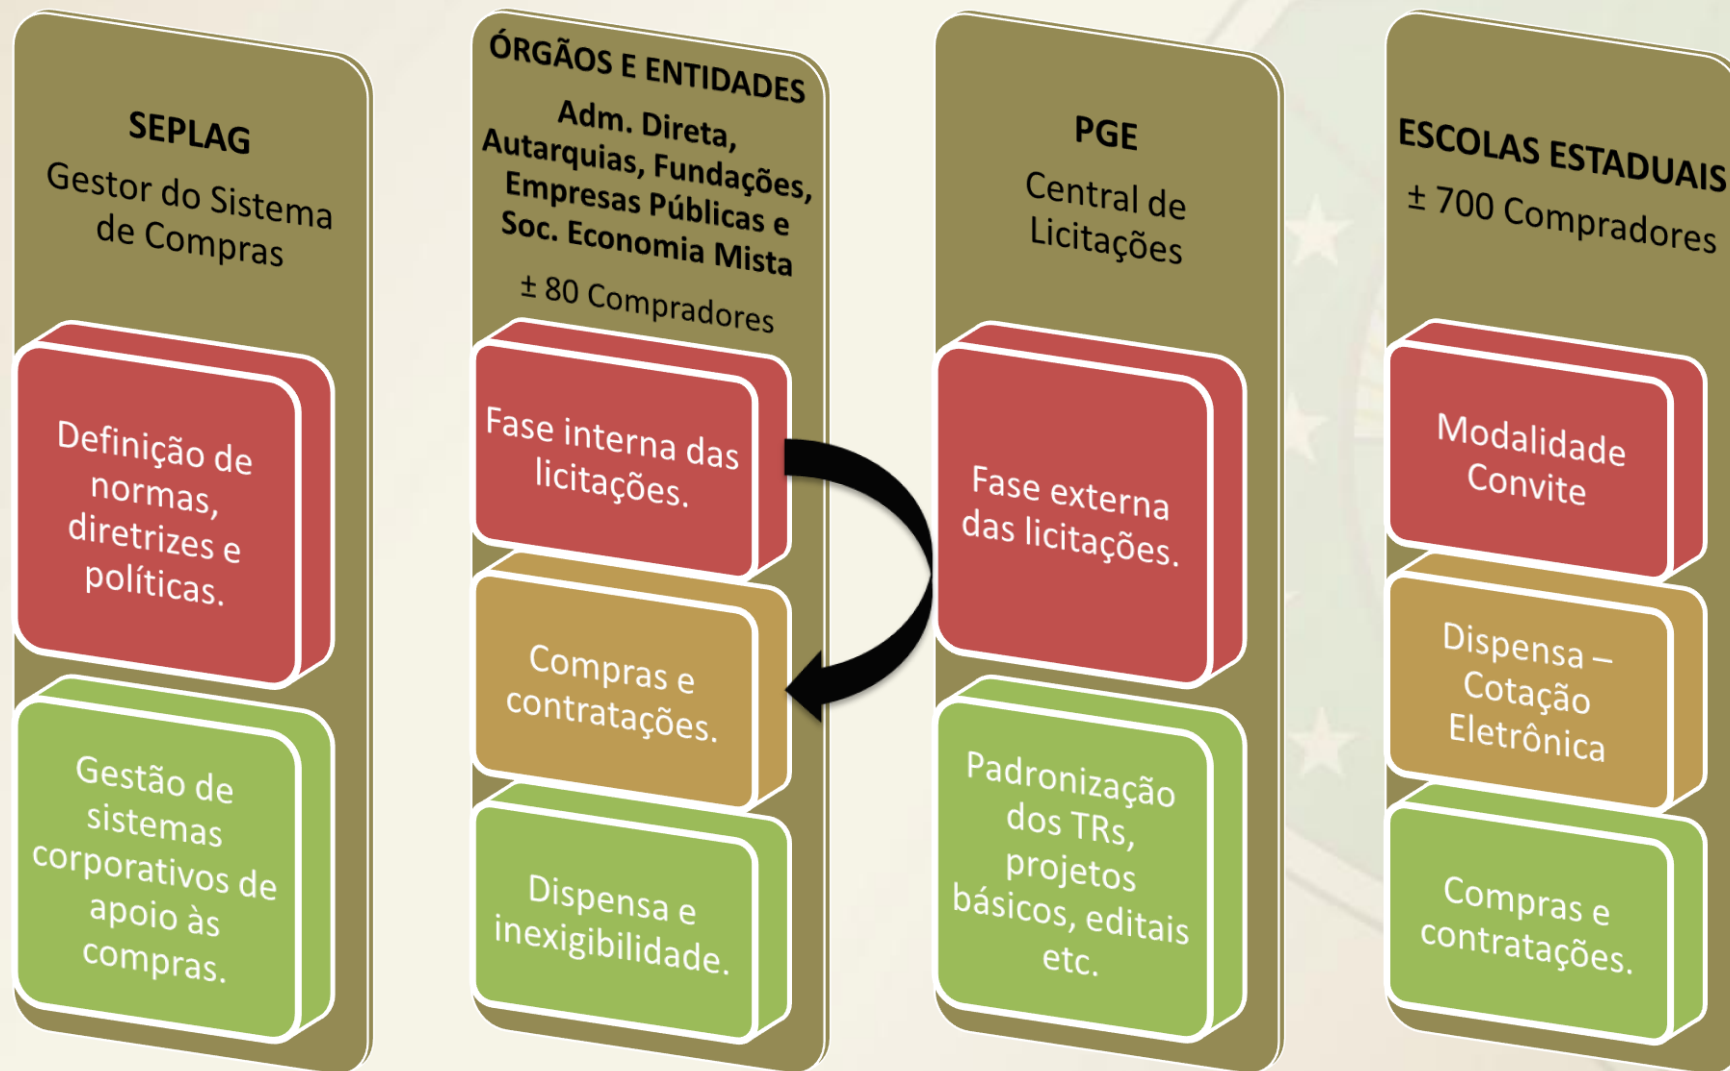 SEPLAG
Gestor do Sistema
de Compras
Definição de
normas,
diretrizes e
políticas.
Gestão de
sistemas
corporativos de
apoio às
compras.
ÓRGÃOS E ENTIDADES
Adm. Direta,
Autarquias, Fundações,
Empresas Públicas e
Soc. Economia Mista
± 80 Compradores
Fase interna das
licitações.
Compras e
contratações.
Dispensa e
inexigibilidade.
PGE
Central de
Licitações
Fase externa
das licitações.
Padronização
dos TRs,
projetos
básicos, editais
etc.
ESCOLAS ESTADUAIS
± 700 Compradores
Modalidade
Convite
Dispensa –
Cotação
Eletrônica
Compras e
contratações.